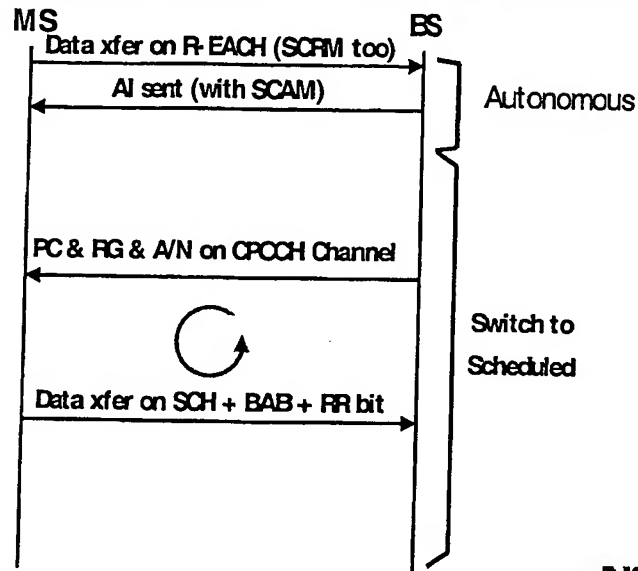 MS
BS
Data xfer on R-EACH (SCRM too)
AI sent (with SCAM)
Autonomous
PC & RG & A/N on CPCCH Channel
Switch to
Scheduled
Data xfer on SCH + BAB + RR bit